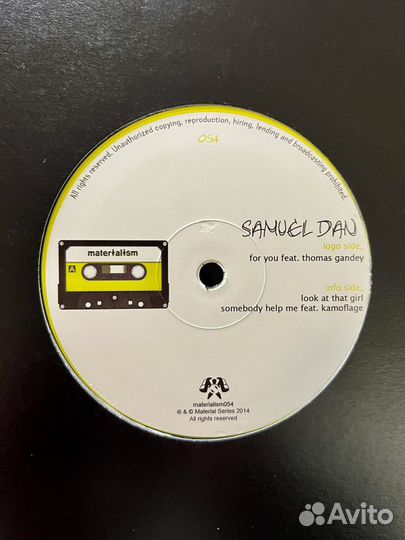 All rights reserved. Unauthorized copying, reproduction, hiring, lending and broadcasting prohibited.
054
SAMUEL DAN
logo side..
for you feat. thomas gandey
materialism
A
info side..
look at that girl
somebody help me feat. kamoflage
materialism054
℗ & © Material Series 2014
All rights reserved
Avito